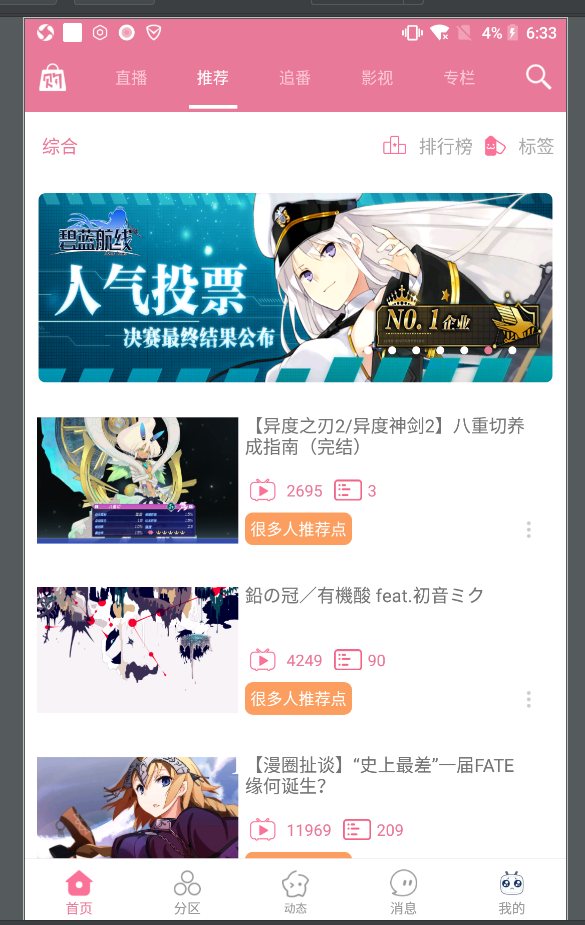 4% 6:33
购 直播 推荐 追番 影视 专栏
综合 排行榜 标签
碧蓝航线
人气投票
决赛最终结果公布
NO. 1 企业
【异度之刃2/异度神剑2】八重切养
成指南（完结）
2695 3
很多人推荐点
鉛の冠／有機酸 feat.初音ミク
4249 90
很多人推荐点
【漫圈扯谈】“史上最差”一届FATE
缘何诞生？
11969 209
首页 分区 动态 消息 我的